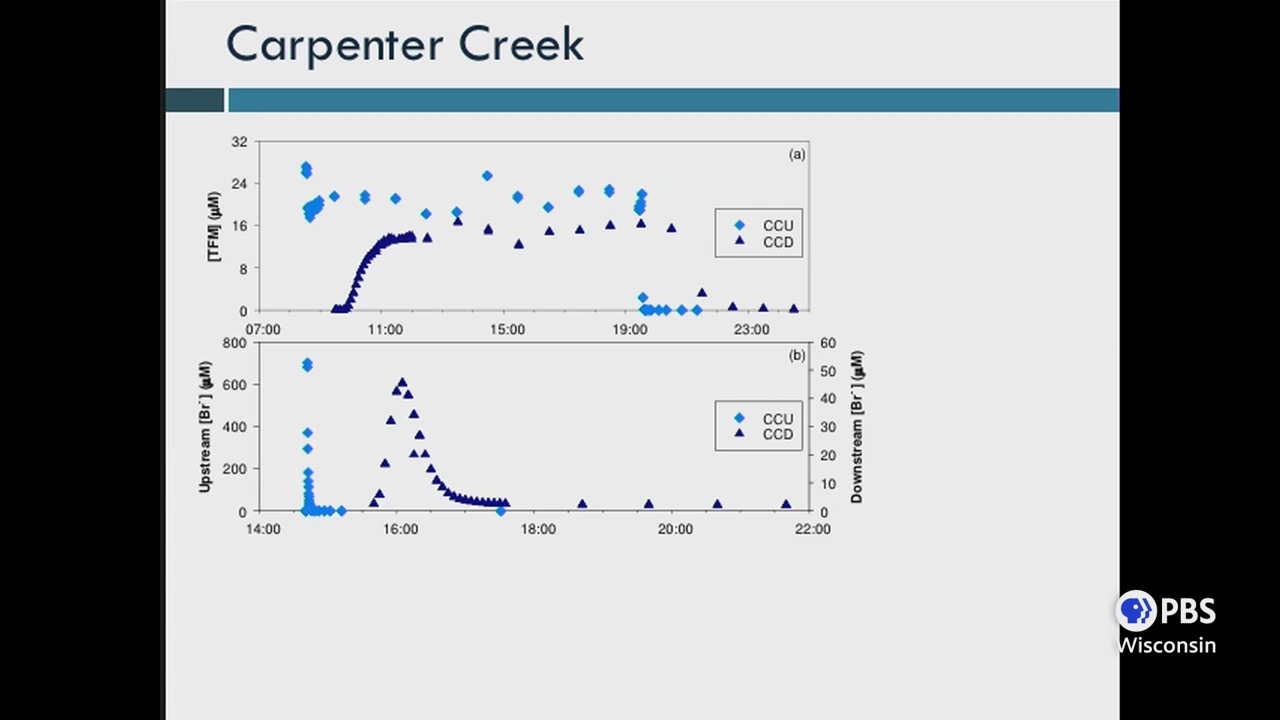 Carpenter Creek
(a)
[TFM] (µM)
32
24
16
8
0
CCU
CCD
07:00 11:00 15:00 19:00 23:00
(b)
Upstream [Br-] (µM)
800
600
400
200
0
CCU
CCD
60
50
40
30
20
10
0
Downstream [Br-] (µM)
14:00 16:00 18:00 20:00 22:00
PBS
Wisconsin